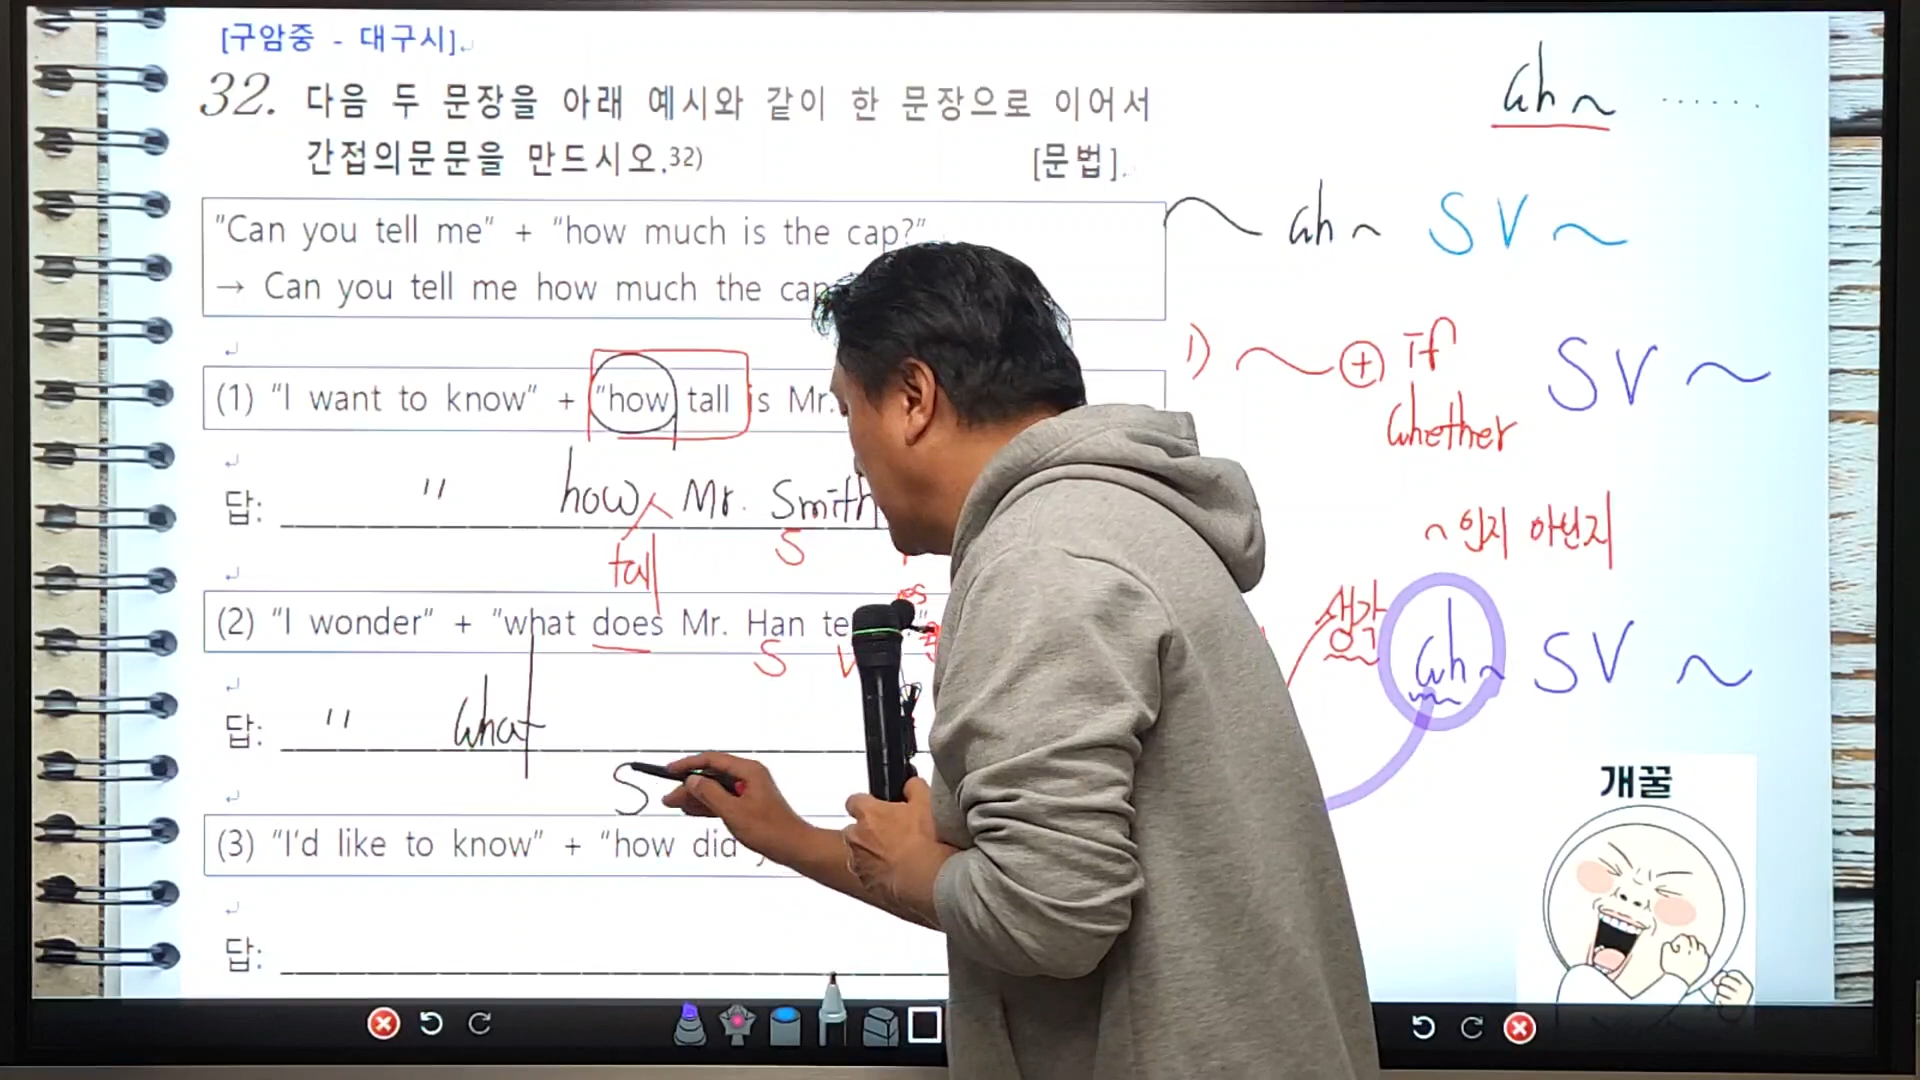 [구암중 - 대구시]
32. 다음 두 문장을 아래 예시와 같이 한 문장으로 이어서
간접의문문을 만드시오.32) [문법]
"Can you tell me" + "how much is the cap?"
→ Can you tell me how much the cap
(1) "I want to know" + "how tall is Mr.
답: " how Mr. Smith
tall S
(2) "I wonder" + "what does Mr. Han te
S V
답: " what
S
(3) "I'd like to know" + "how did y
답:
wh ~ ......
~ wh ~ SV ~
1) ~ + if SV ~
whether
~인지 아닌지
생각 wh ~ SV ~
개꿀